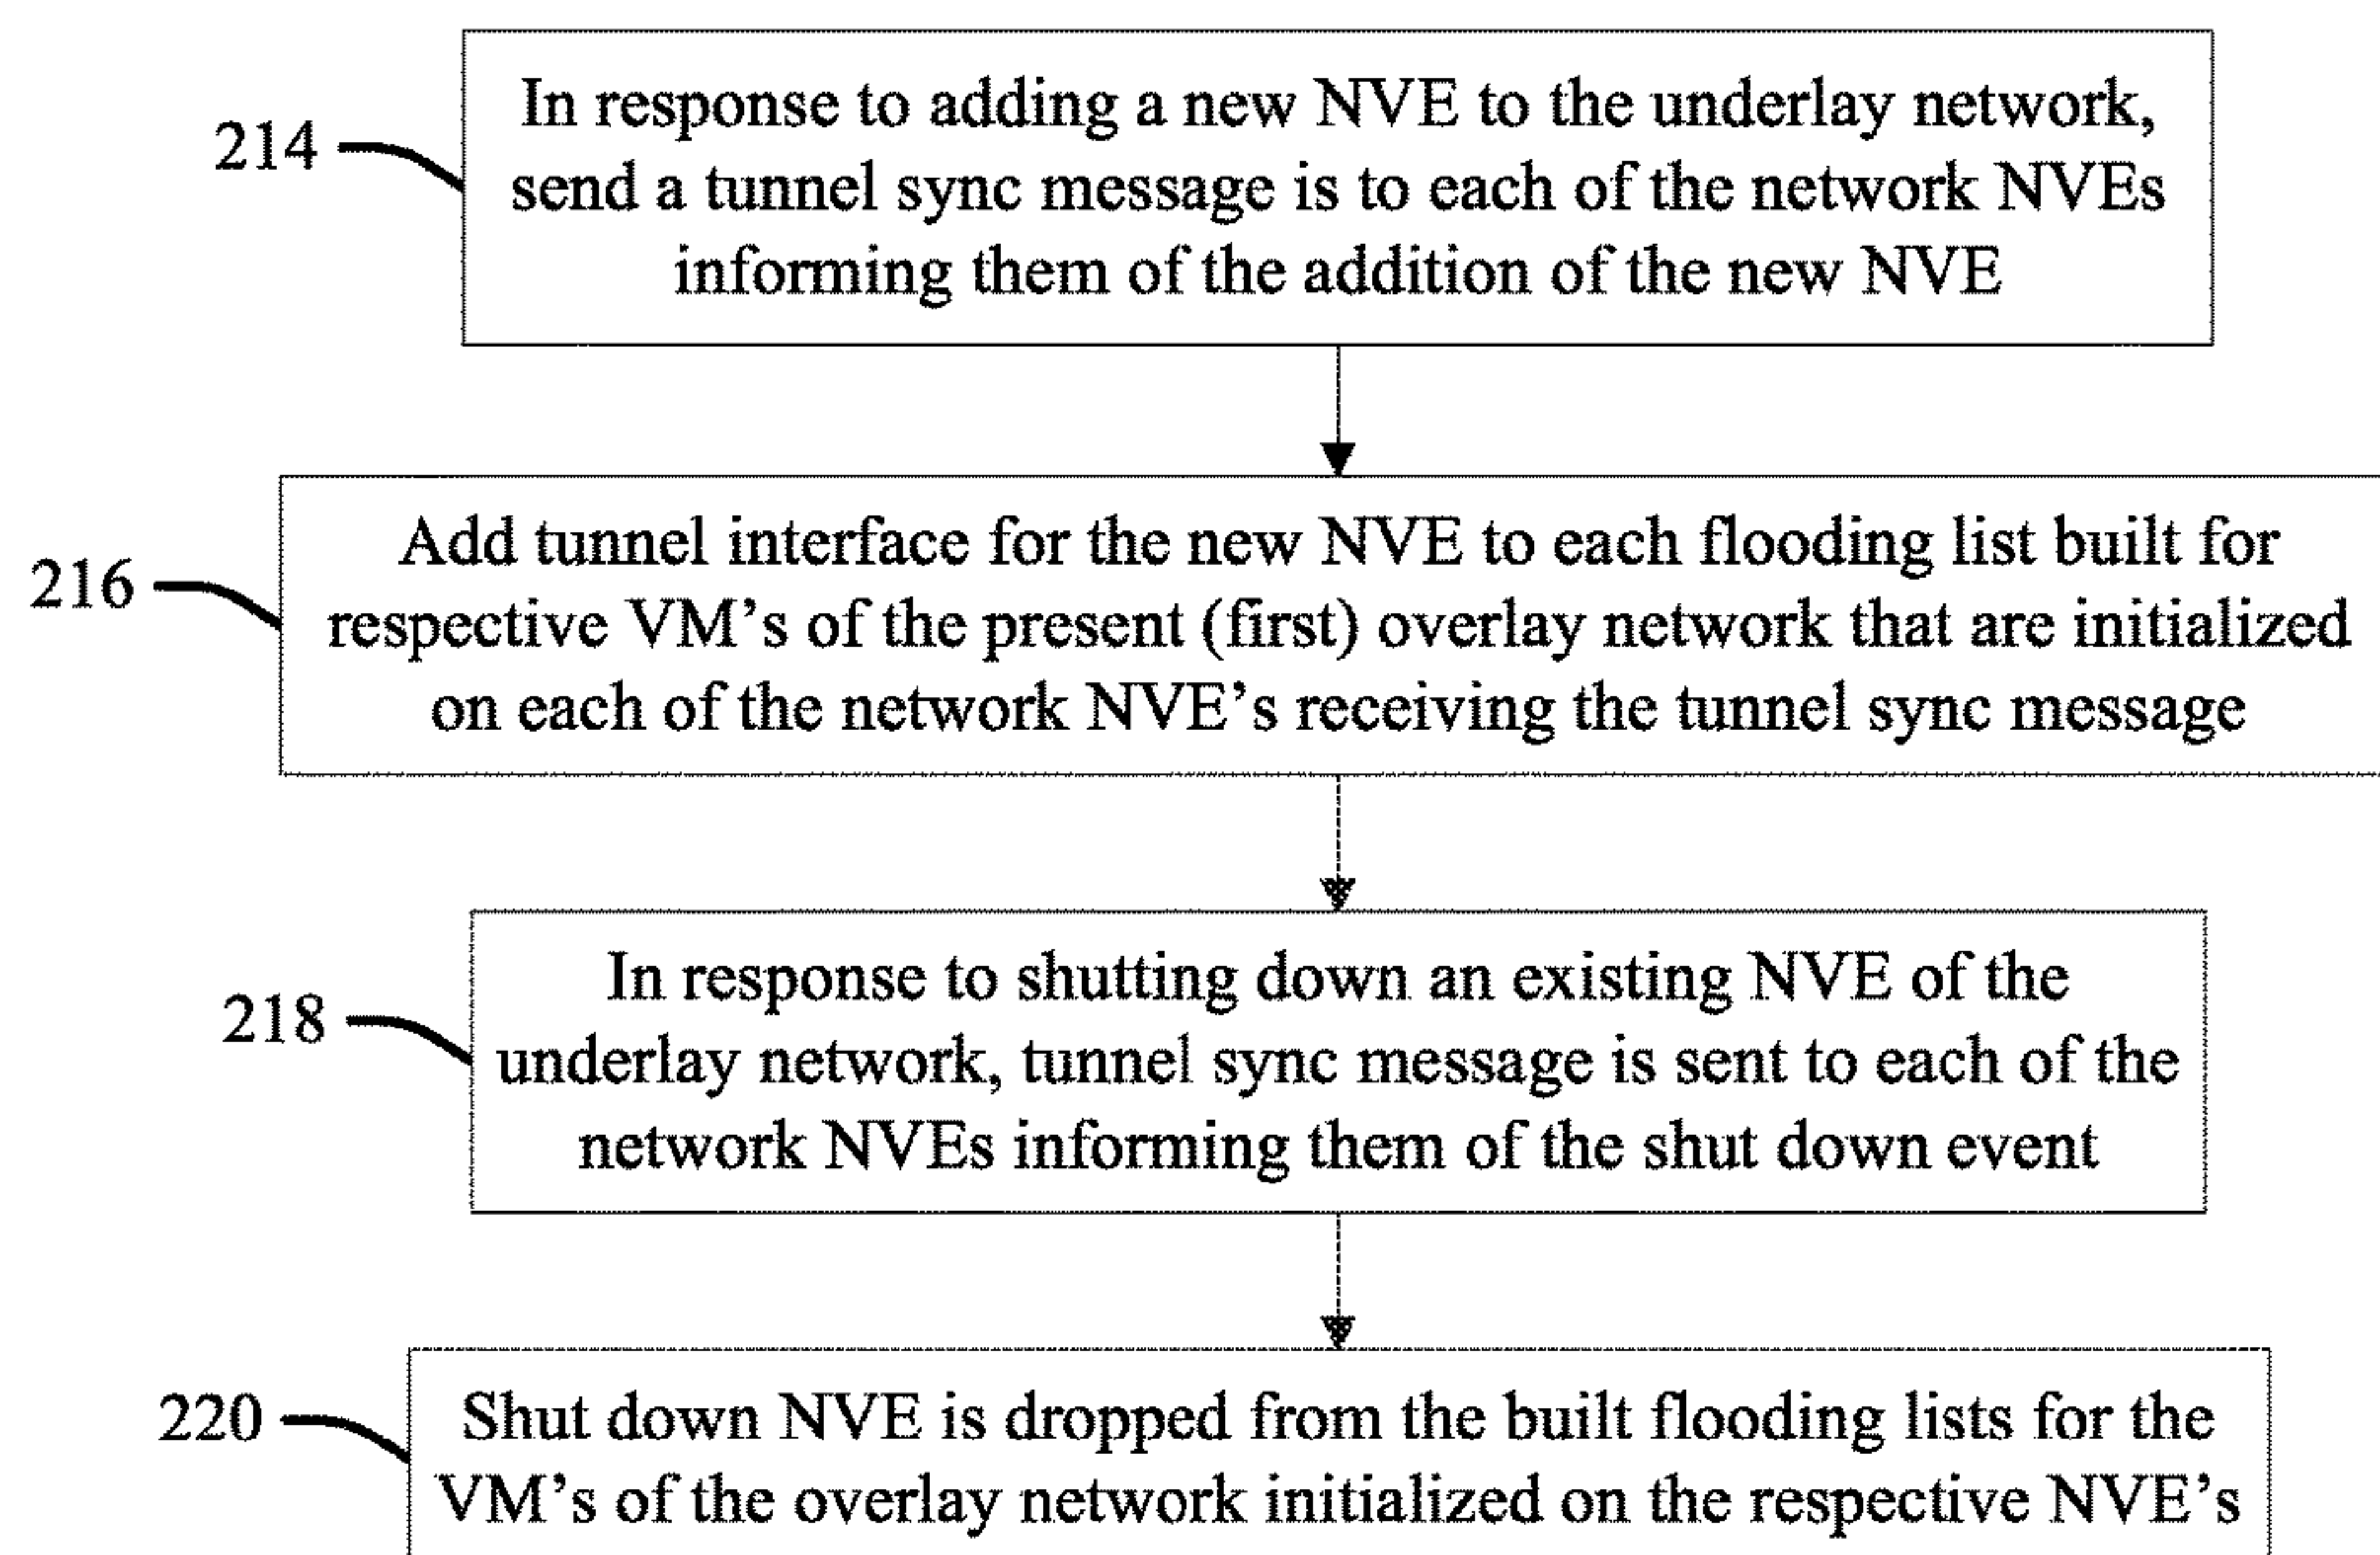 214
In response to adding a new NVE to the underlay network,
send a tunnel sync message is to each of the network NVEs
informing them of the addition of the new NVE
216
Add tunnel interface for the new NVE to each flooding list built for
respective VM's of the present (first) overlay network that are initialized
on each of the network NVE's receiving the tunnel sync message
218
In response to shutting down an existing NVE of the
underlay network, tunnel sync message is sent to each of the
network NVEs informing them of the shut down event
220
Shut down NVE is dropped from the built flooding lists for the
VM's of the overlay network initialized on the respective NVE's